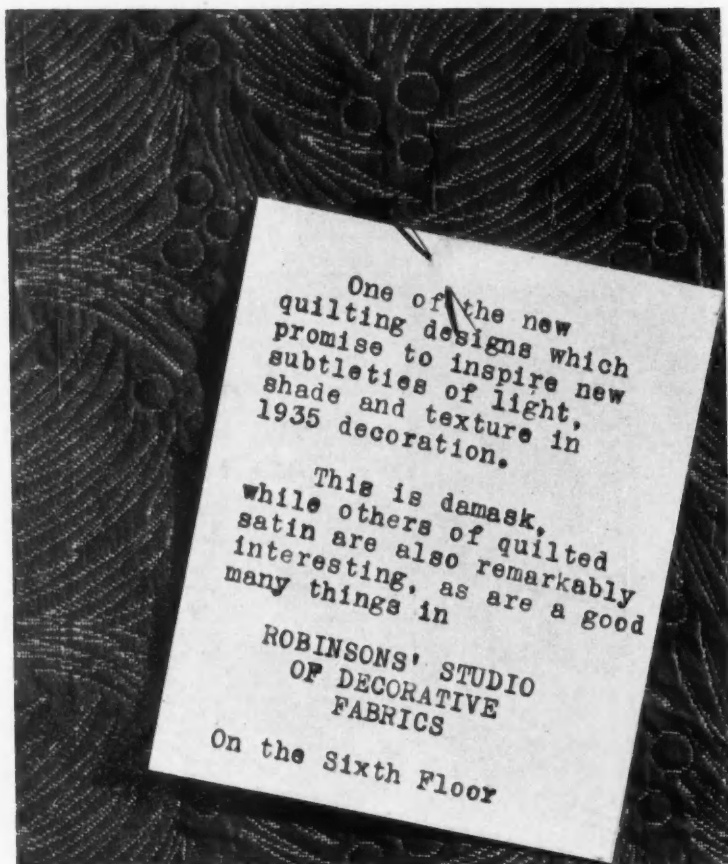 One of the new
quilting designs which
promise to inspire new
subtleties of light,
shade and texture in
1935 decoration.
This is damask,
while others of quilted
satin are also remarkably
interesting, as are a good
many things in
ROBINSONS' STUDIO
OF DECORATIVE
FABRICS
On the Sixth Floor